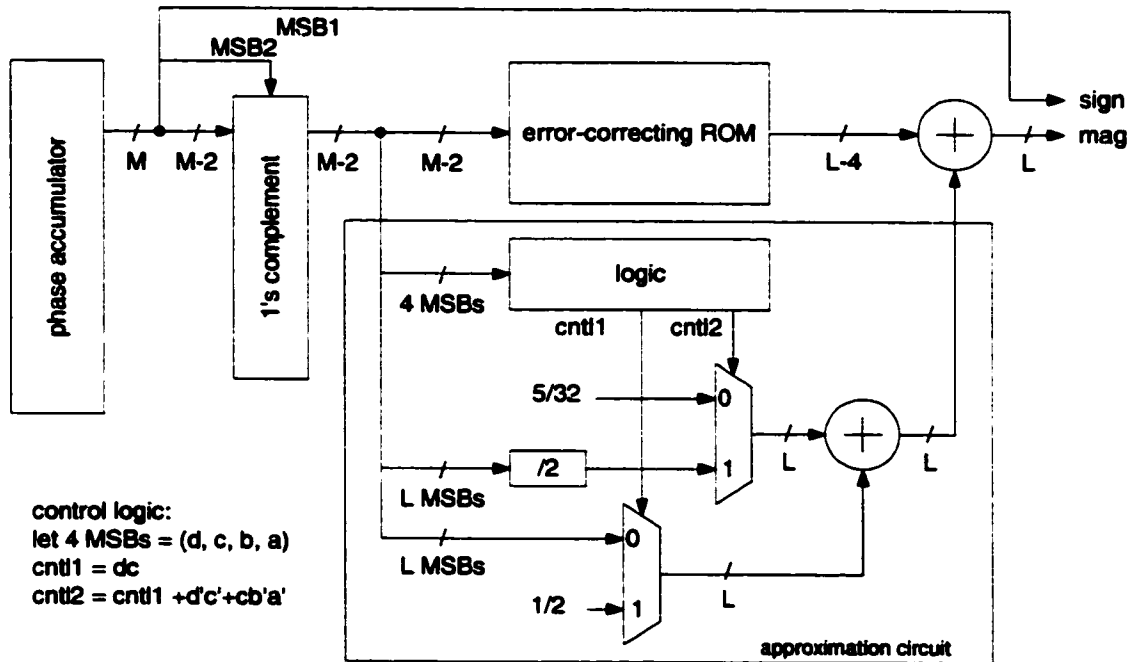 MSB1
MSB2
phase accumulator
1's complement
error-correcting ROM
sign
mag
M
M-2
M-2
M-2
L-4
L
logic
4 MSBs
cntl1
cntl2
5/32
0
1
/2
L MSBs
L
L
L MSBs
0
1/2
1
L
control logic:
let 4 MSBs = (d, c, b, a)
cntl1 = dc
cntl2 = cntl1 +d'c'+cb'a'
approximation circuit